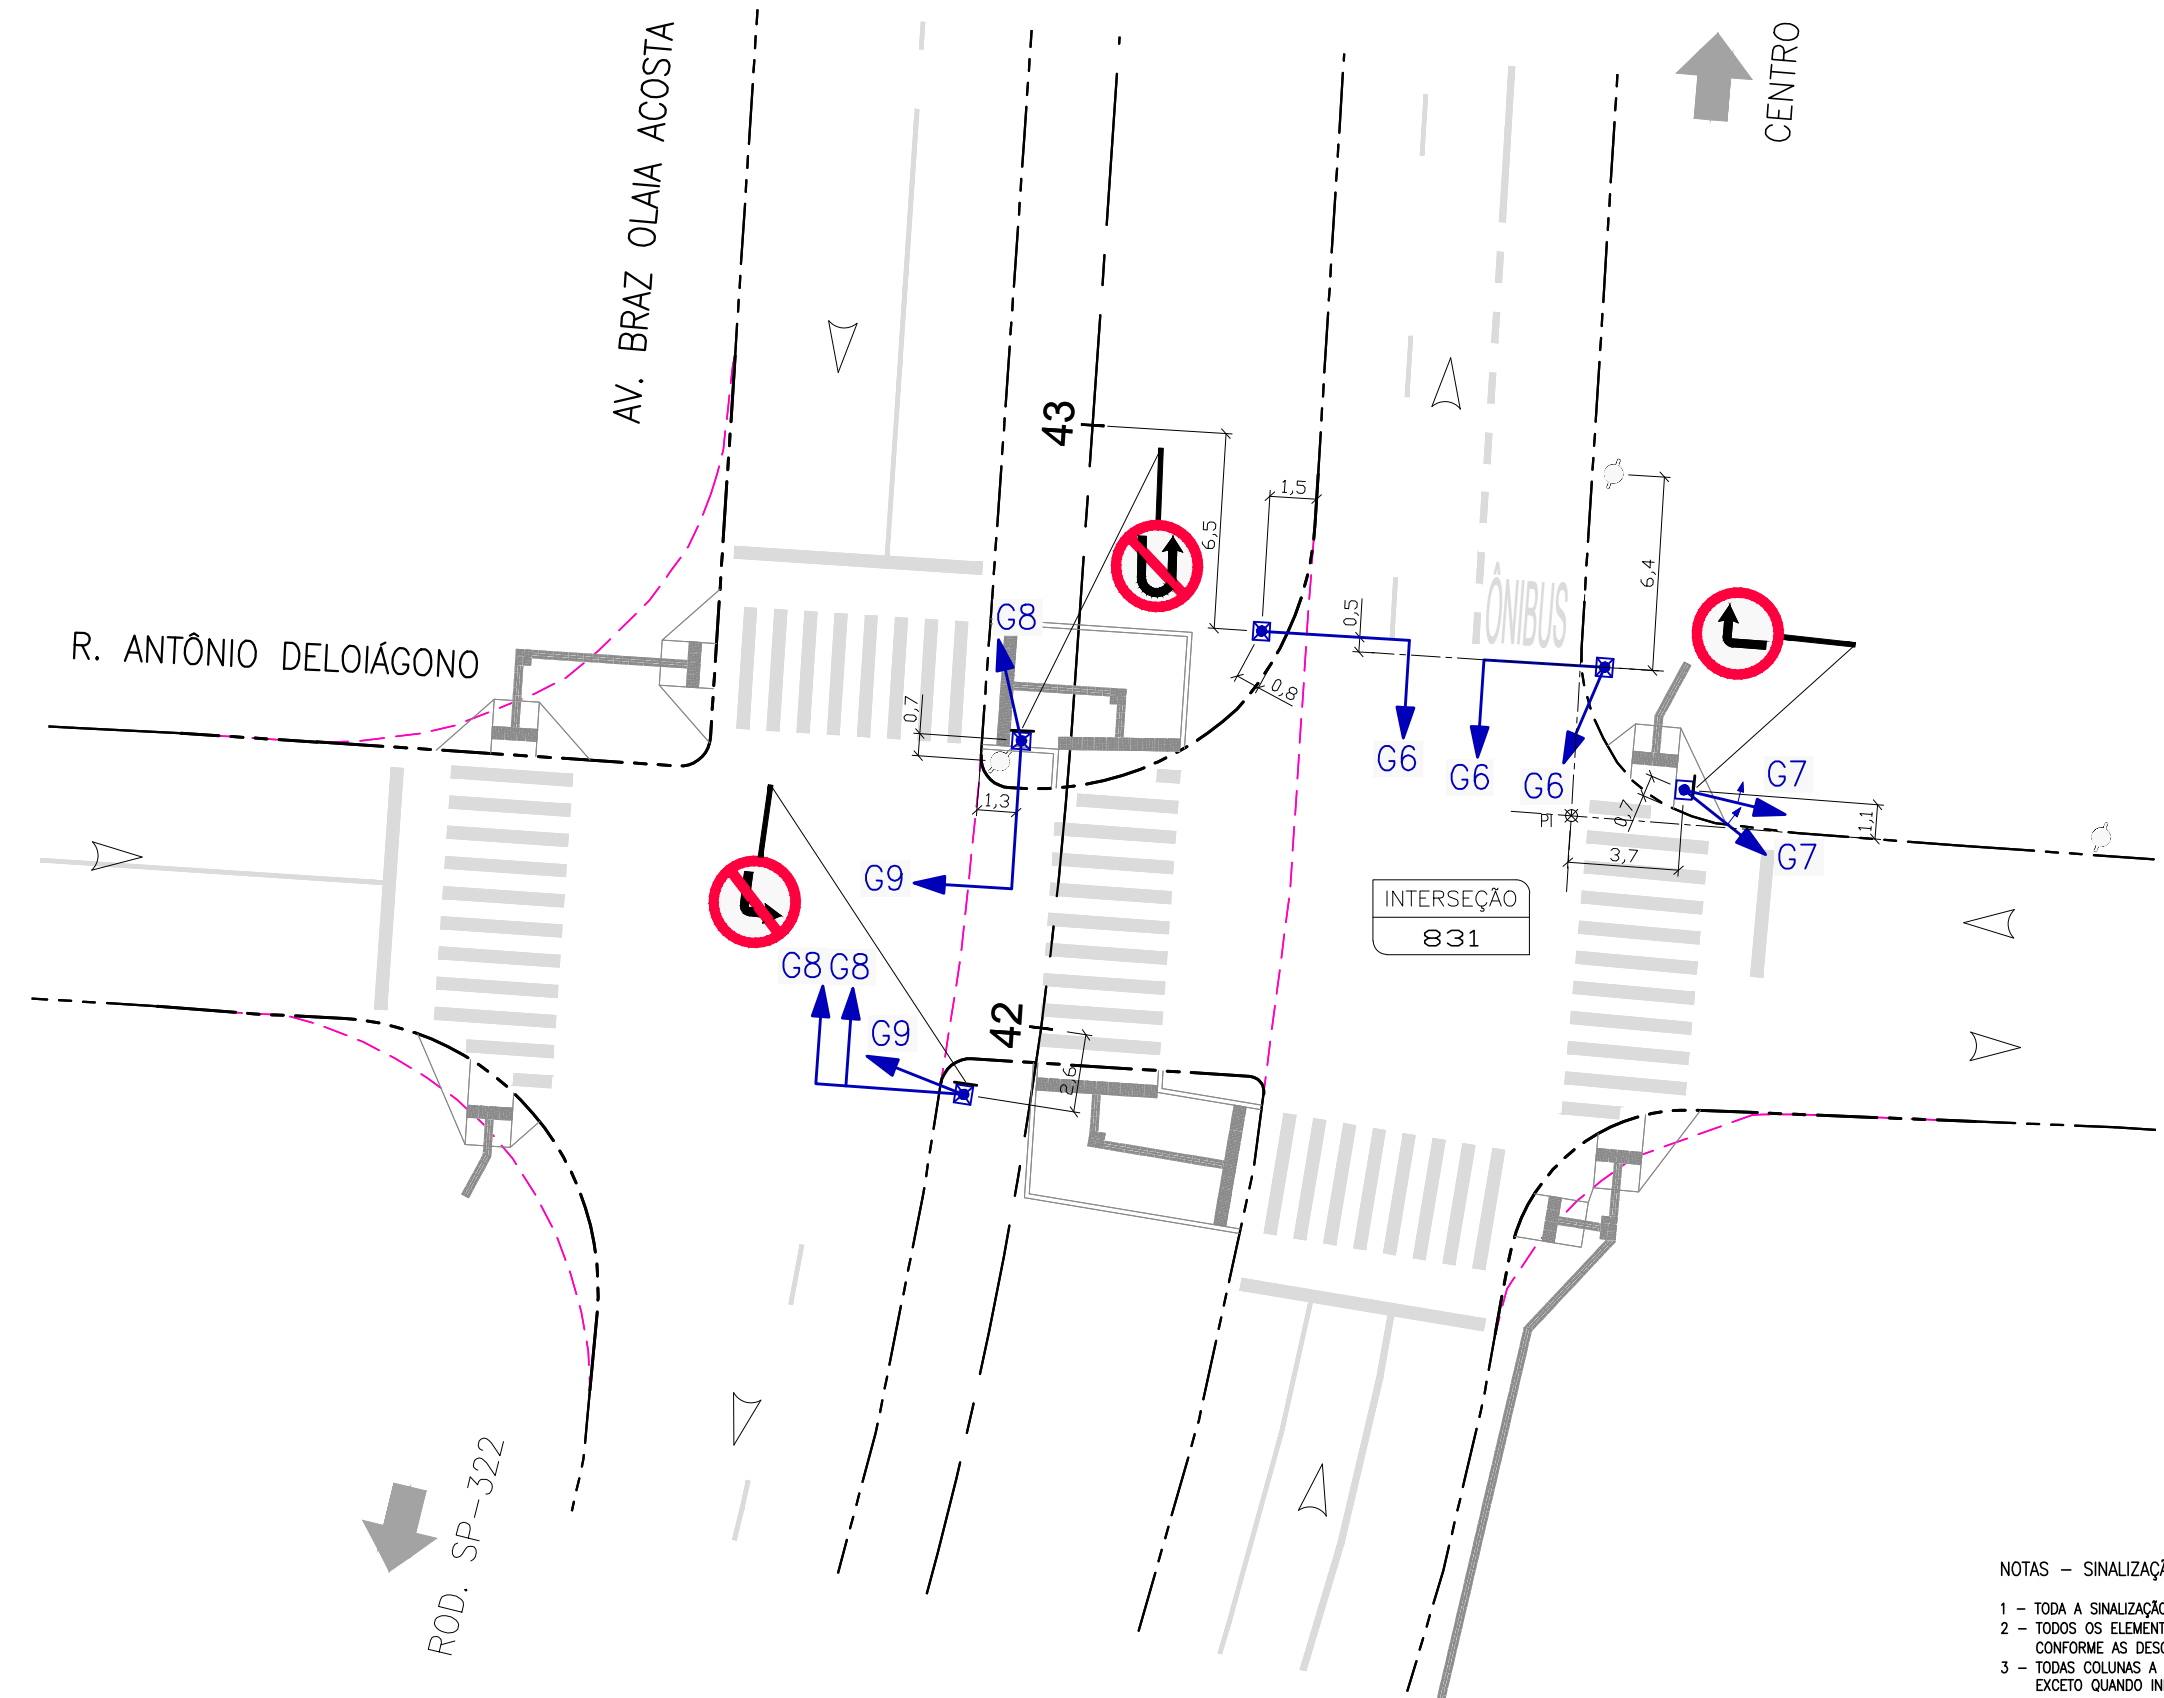 AV. BRAZ OLAIA ACOSTA
CENTRO
43
1,5
6,5
6,4
ÔNIBUS
0,5
R. ANTÔNIO DELOIÁGONO
G8
0,7
0,8
G6
G6
G6
G7
G7
0,7
1,1
PI
3,7
1,3
G9
INTERSEÇÃO
831
G8 G8
G9
42
2,6
ROD. SP-322
NOTAS - SINALIZAÇÃ
1 - TODA A SINALIZAÇÃO
2 - TODOS OS ELEMENT
CONFORME AS DESC
3 - TODAS COLUNAS A
EXCETO QUANDO IN